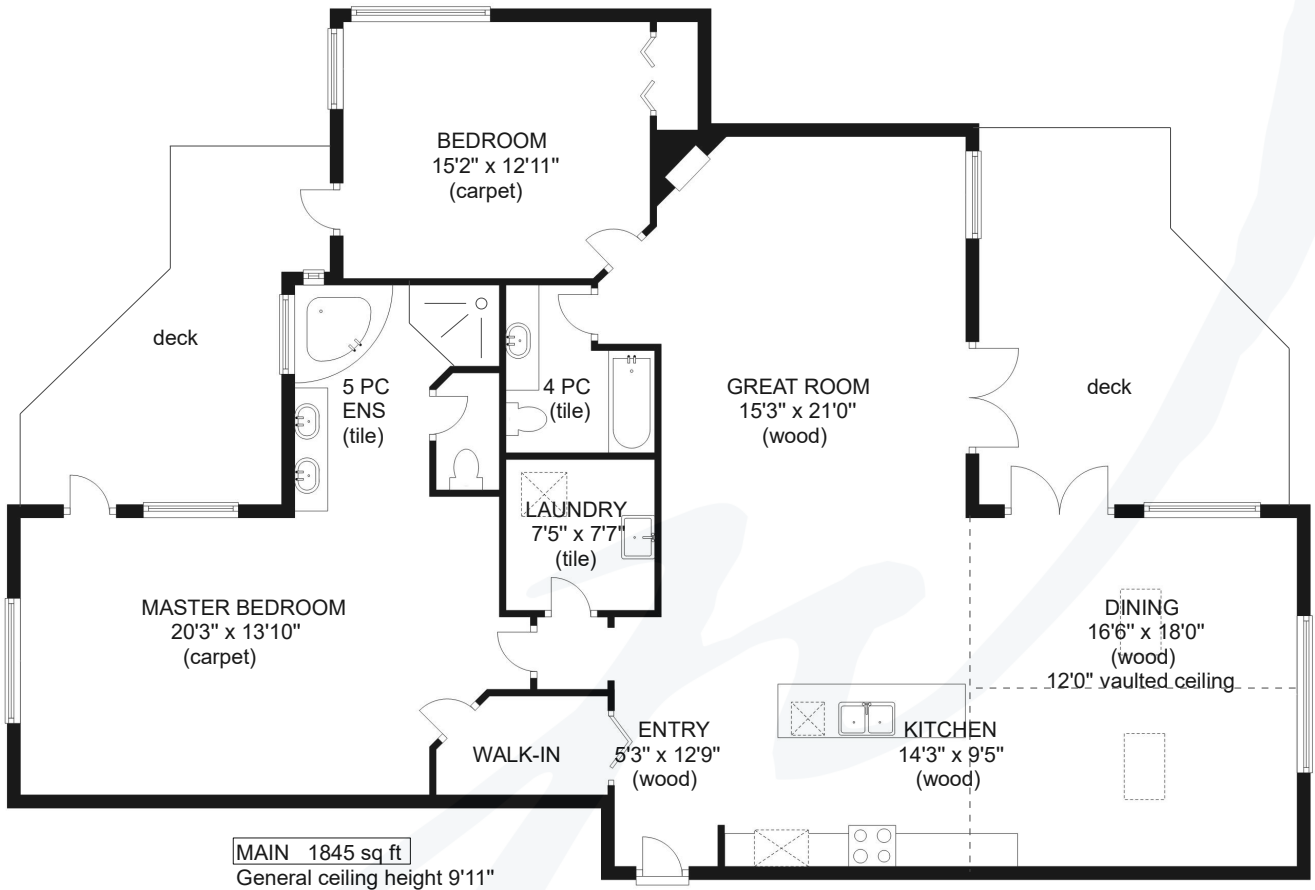 BEDROOM
15'2" x 12'11"
(carpet)
deck
5 PC
ENS
(tile)
4 PC
(tile)
GREAT ROOM
15'3" x 21'0"
(wood)
deck
LAUNDRY
7'5" x 7'7"
(tile)
MASTER BEDROOM
20'3" x 13'10"
(carpet)
DINING
16'6" x 18'0"
(wood)
12'0" vaulted ceiling
WALK-IN
ENTRY
5'3" x 12'9"
(wood)
KITCHEN
14'3" x 9'5"
(wood)
MAIN 1845 sq ft
General ceiling height 9'11"